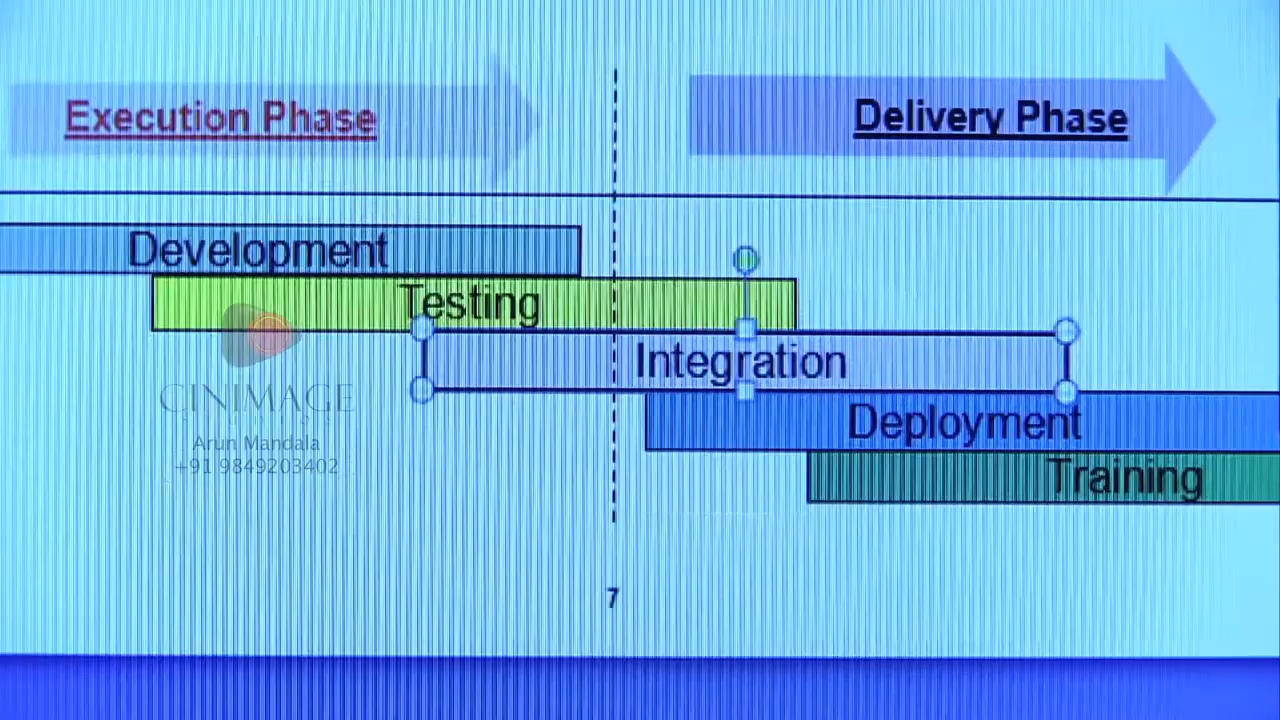 Execution Phase
Delivery Phase
Development
Testing
Integration
Deployment
Training
CINIMAGE
Arun Mandala
+91 9849203402
7